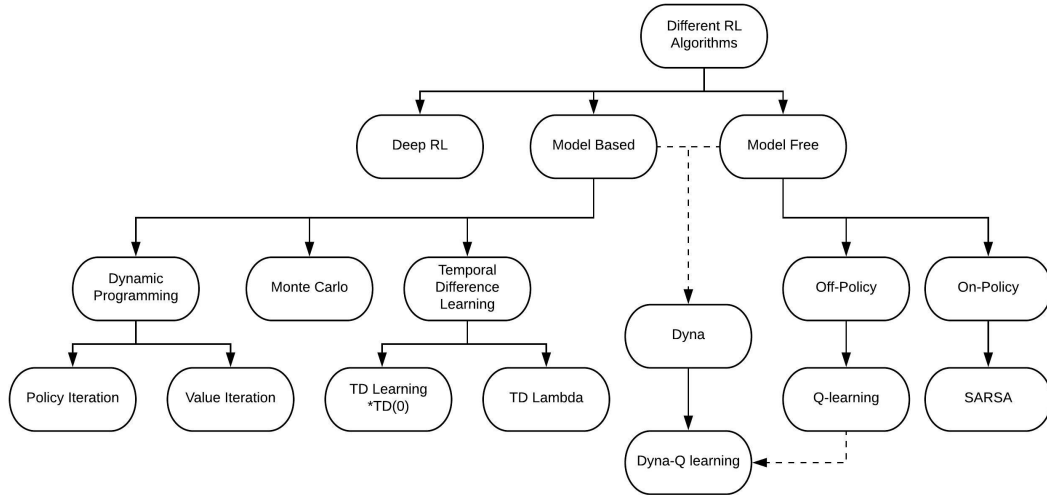 Different RL
Algorithms
Deep RL
Model Based
Model Free
Dynamic
Programming
Monte Carlo
Temporal
Difference
Learning
Off-Policy
On-Policy
Dyna
Policy Iteration
Value Iteration
TD Learning
*TD(0)
TD Lambda
Q-learning
SARSA
Dyna-Q learning